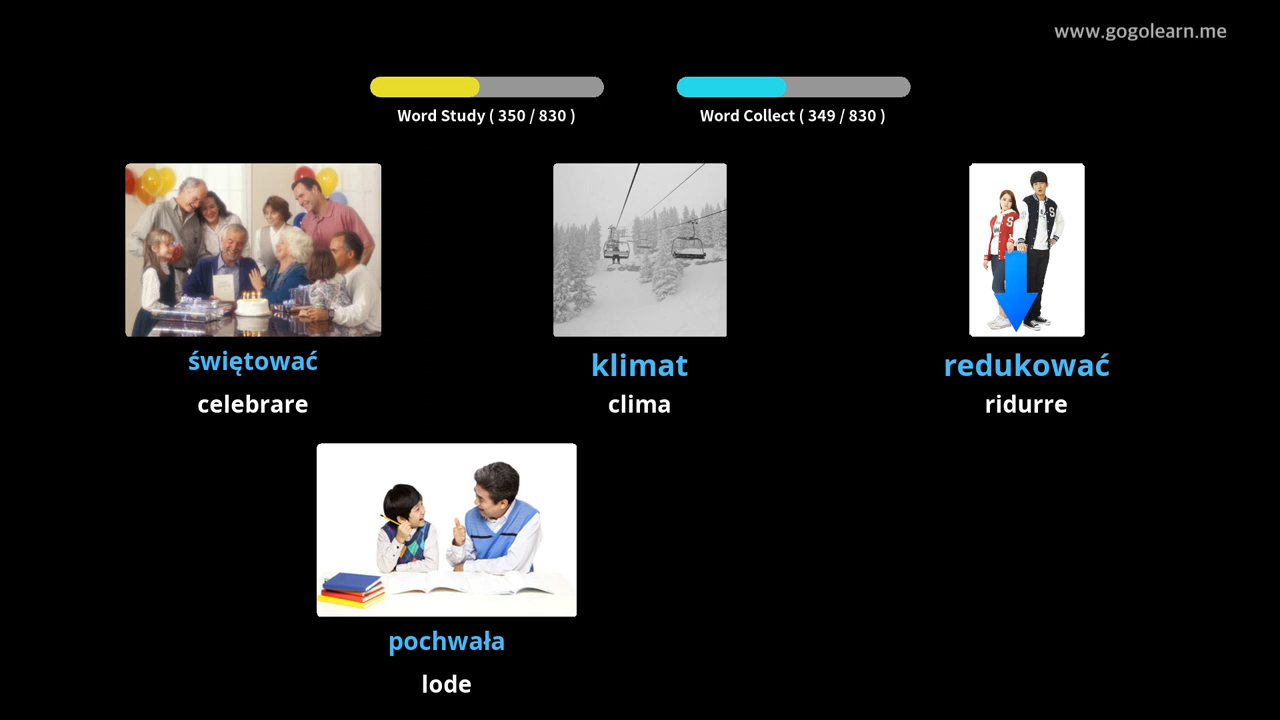 www.gogolearn.me
Word Study ( 350 / 830 )
Word Collect ( 349 / 830 )
świętować
celebrare
klimat
clima
redukować
ridurre
pochwała
lode